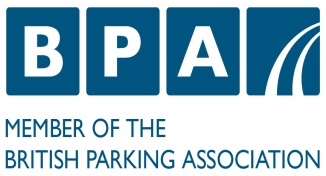 BPA
MEMBER OF THE
BRITISH PARKING ASSOCIATION